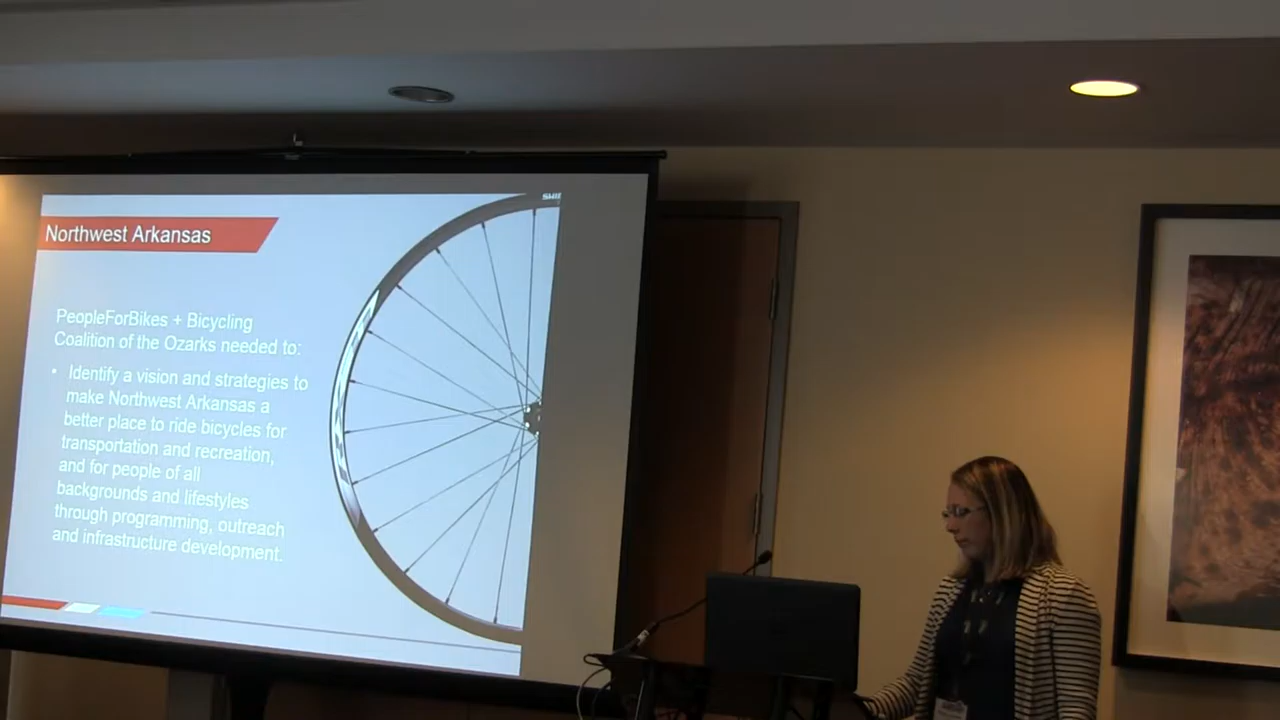 Northwest Arkansas
PeopleForBikes + Bicycling
Coalition of the Ozarks needed to:
• Identify a vision and strategies to
make Northwest Arkansas a
better place to ride bicycles for
transportation and recreation,
and for people of all
backgrounds and lifestyles
through programming, outreach
and infrastructure development.